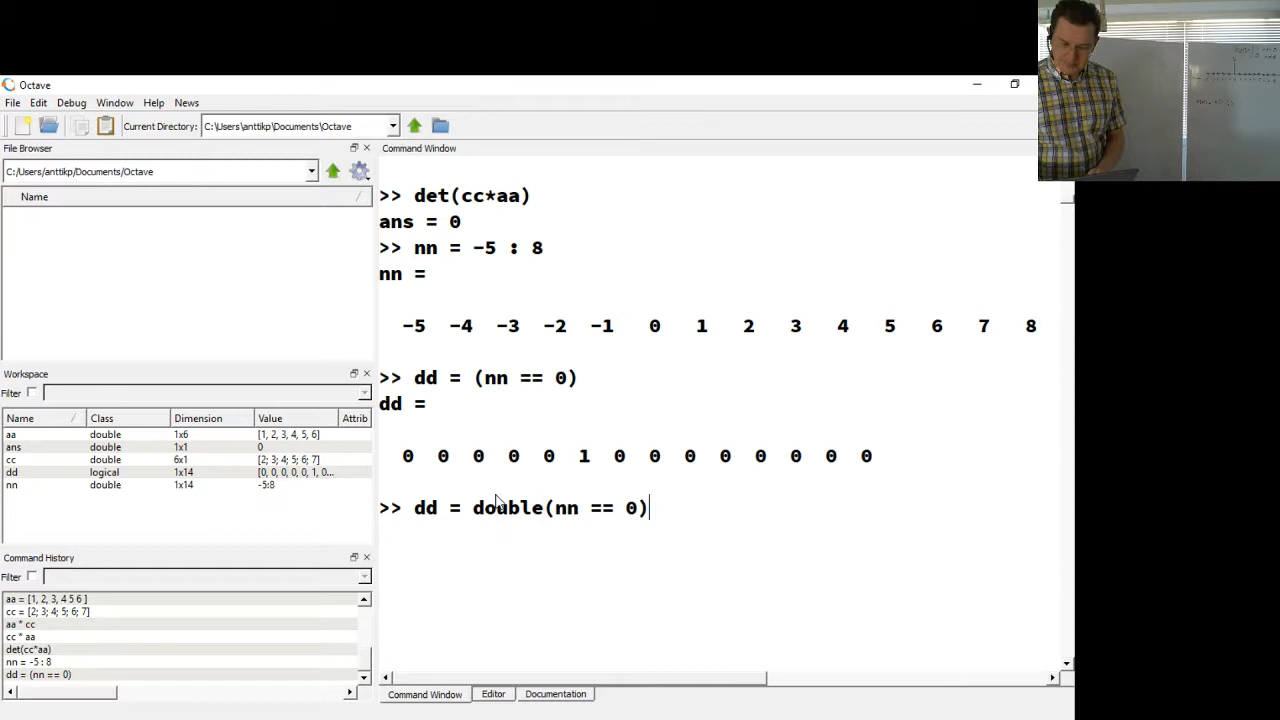 Octave
File Edit Debug Window Help News
Current Directory: C:\Users\anttikp\Documents\Octave
File Browser
C:/Users/anttikp/Documents/Octave
Name
Workspace
Filter
Name Class Dimension Value Attrib
aa double 1x6 [1, 2, 3, 4, 5, 6]
ans double 1x1 0
cc double 6x1 [2; 3; 4; 5; 6; 7]
dd logical 1x14 [0, 0, 0, 0, 0, 1, 0...
nn double 1x14 -5:8
Command History
Filter
aa = [1, 2, 3, 4 5 6 ]
cc = [2; 3; 4; 5; 6; 7]
aa * cc
cc * aa
det(cc*aa)
nn = -5 : 8
dd = (nn == 0)
Command Window
>> det(cc*aa)
ans = 0
>> nn = -5 : 8
nn =
-5 -4 -3 -2 -1 0 1 2 3 4 5 6 7 8
>> dd = (nn == 0)
dd =
0 0 0 0 0 1 0 0 0 0 0 0 0 0
>> dd = double(nn == 0)
Command Window Editor Documentation